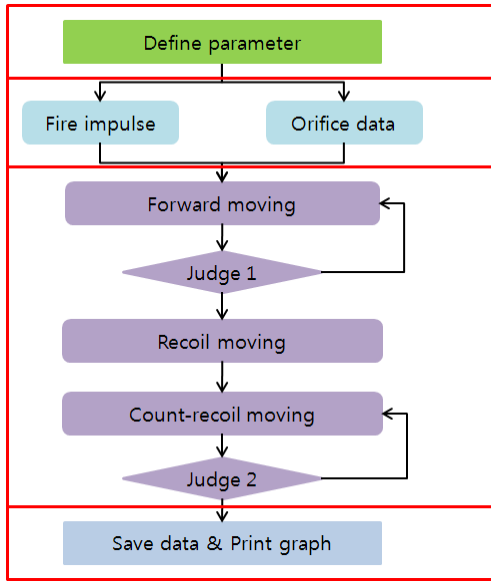 Define parameter
Fire impulse
Orifice data
Forward moving
Judge 1
Recoil moving
Count-recoil moving
Judge 2
Save data & Print graph